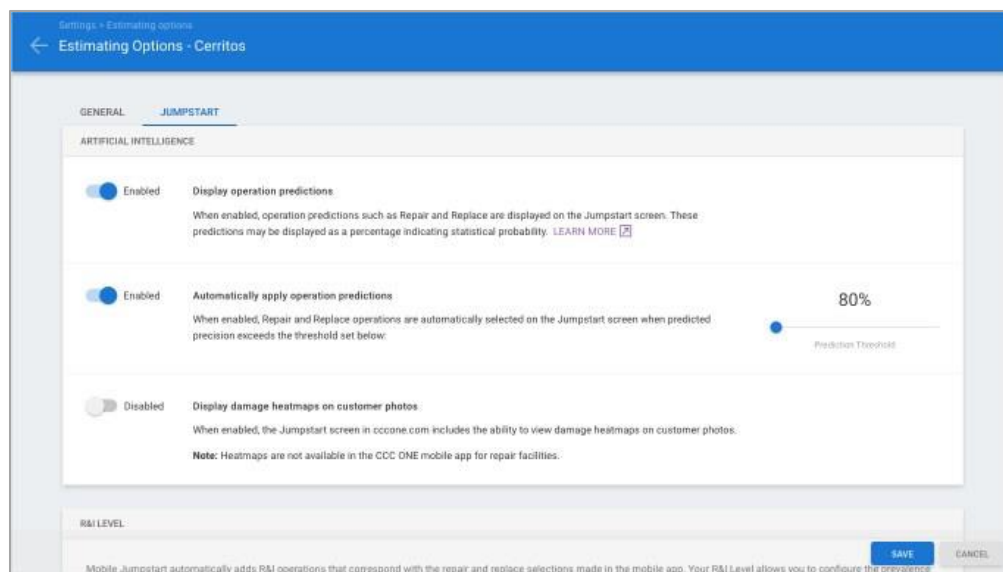 Settings > Estimating options
Estimating Options - Cerritos
GENERAL
JUMPSTART
ARTIFICIAL INTELLIGENCE
Enabled
Display operation predictions
When enabled, operation predictions such as Repair and Replace are displayed on the Jumpstart screen. These
predictions may be displayed as a percentage indicating statistical probability. LEARN MORE
Enabled
Automatically apply operation predictions
When enabled, Repair and Replace operations are automatically selected on the Jumpstart screen when predicted
precision exceeds the threshold set below:
80%
Prediction Threshold
Disabled
Display damage heatmaps on customer photos
When enabled, the Jumpstart screen in cccone.com includes the ability to view damage heatmaps on customer photos.
Note: Heatmaps are not available in the CCC ONE mobile app for repair facilities.
R&I LEVEL
SAVE
CANCEL
Mobile Jumpstart automatically adds R&I operations that correspond with the repair and replace selections made in the mobile app. Your R&I Level allows you to configure the prevalence